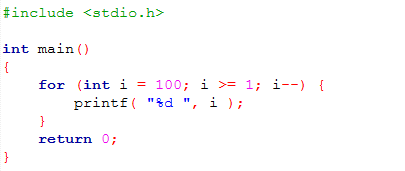 #include <stdio.h>

int main()
{
    for (int i = 100; i >= 1; i--) {
        printf( "%d ", i );
    }
    return 0;
}